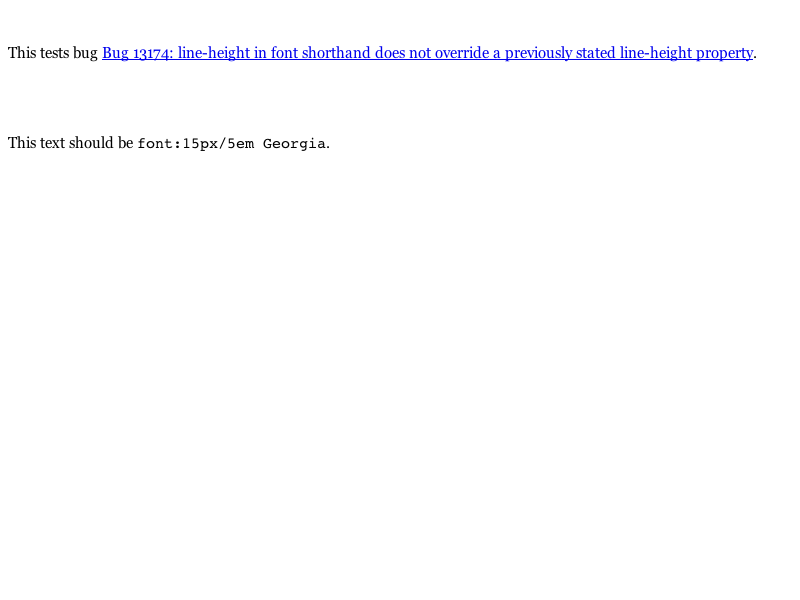 This tests bug Bug 13174: line-height in font shorthand does not override a previously stated line-height property.
This text should be font:15px/5em Georgia.